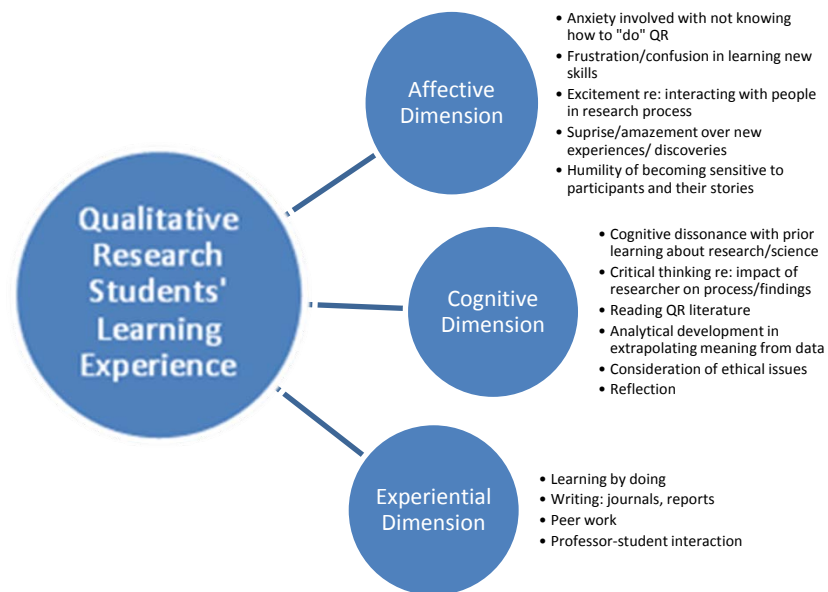 Qualitative
Research
Students'
Learning
Experience
Affective
Dimension
• Anxiety involved with not knowing
how to "do" QR
• Frustration/confusion in learning new
skills
• Excitement re: interacting with people
in research process
• Suprise/amazement over new
experiences/ discoveries
• Humility of becoming sensitive to
participants and their stories
Cognitive
Dimension
• Cognitive dissonance with prior
learning about research/science
• Critical thinking re: impact of
researcher on process/findings
• Reading QR literature
• Analytical development in
extrapolating meaning from data
• Consideration of ethical issues
• Reflection
Experiential
Dimension
• Learning by doing
• Writing: journals, reports
• Peer work
• Professor-student interaction